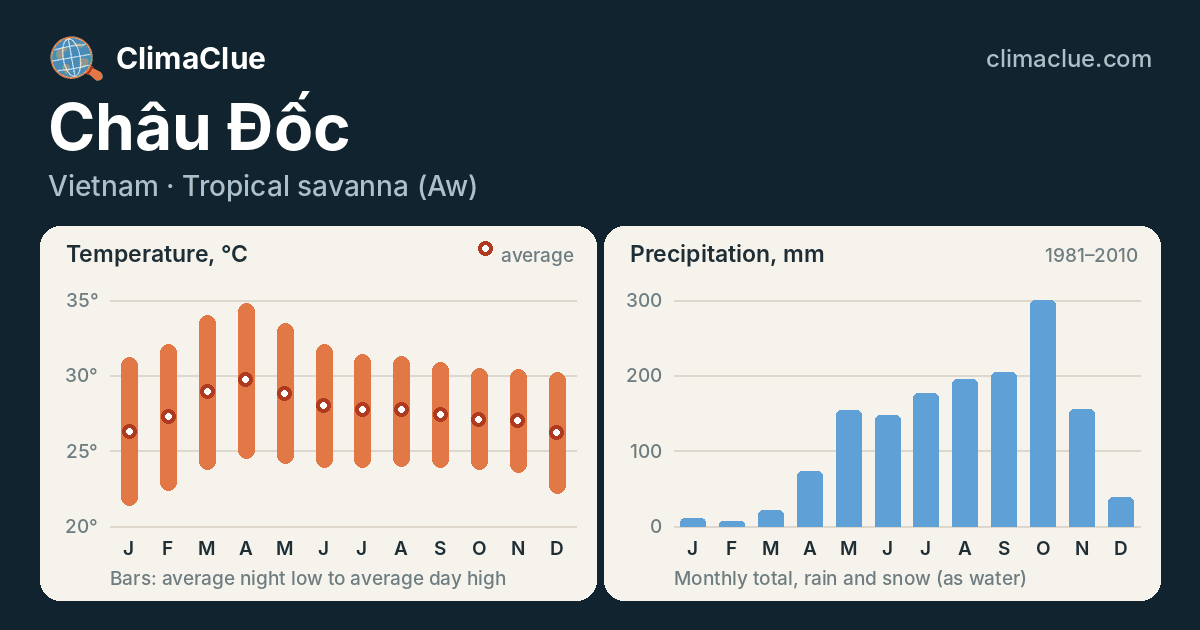 ClimaClue
climaclue.com
Châu Đốc
Vietnam · Tropical savanna (Aw)
Temperature, °C
average
35°
30°
25°
20°
J F M A M J J A S O N D
Bars: average night low to average day high
Precipitation, mm
1981–2010
300
200
100
0
J F M A M J J A S O N D
Monthly total, rain and snow (as water)